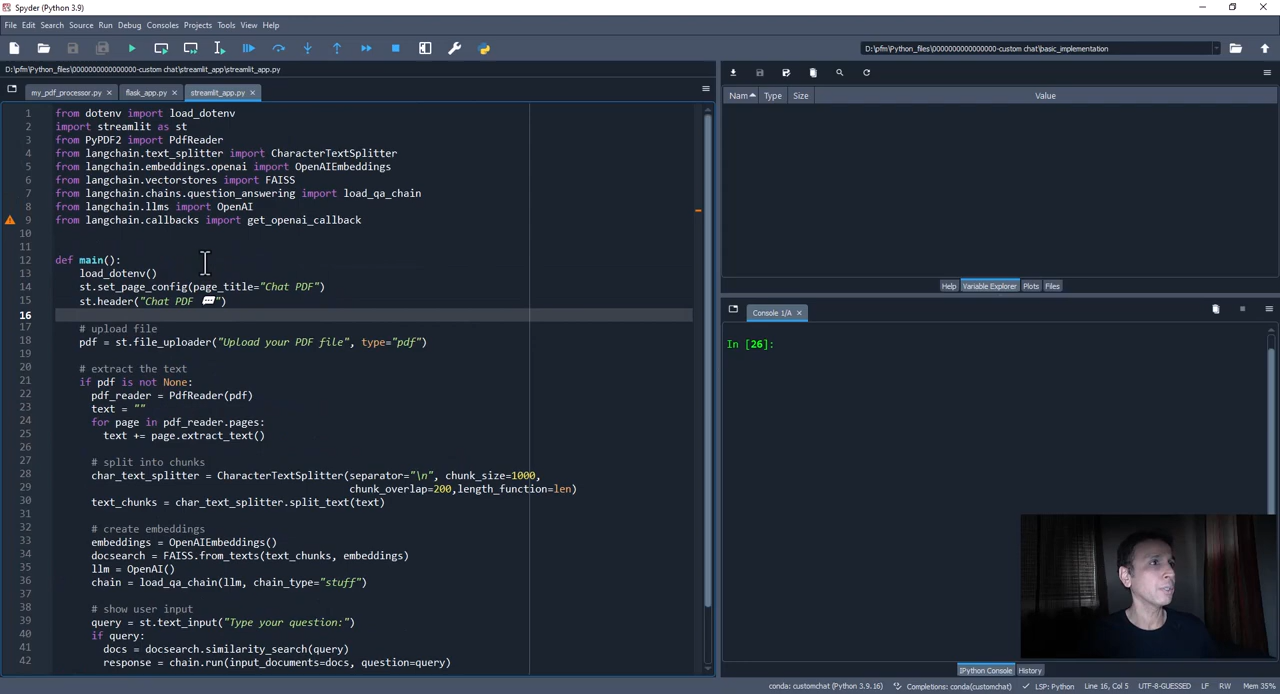 Spyder (Python 3.9)
File Edit Search Source Run Debug Consoles Projects Tools View Help
D:\pfm\Python_files\0000000000000000-custom chat\basic_implementation
D:\pfm\Python_files\0000000000000000-custom chat\streamlit_app\streamlit_app.py
my_pdf_processor.py flask_app.py streamlit_app.py
Nam Type Size Value
1 from dotenv import load_dotenv
2 import streamlit as st
3 from PyPDF2 import PdfReader
4 from langchain.text_splitter import CharacterTextSplitter
5 from langchain.embeddings.openai import OpenAIEmbeddings
6 from langchain.vectorstores import FAISS
7 from langchain.chains.question_answering import load_qa_chain
8 from langchain.llms import OpenAI
9 from langchain.callbacks import get_openai_callback
10
11
12 def main():
13 load_dotenv()
14 st.set_page_config(page_title="Chat PDF")
15 st.header("Chat PDF 💬")
16
17 # upload file
18 pdf = st.file_uploader("Upload your PDF file", type="pdf")
19
20 # extract the text
21 if pdf is not None:
22 pdf_reader = PdfReader(pdf)
23 text = ""
24 for page in pdf_reader.pages:
25 text += page.extract_text()
26
27 # split into chunks
28 char_text_splitter = CharacterTextSplitter(separator="\n", chunk_size=1000,
29 chunk_overlap=200,length_function=len)
30 text_chunks = char_text_splitter.split_text(text)
31
32 # create embeddings
33 embeddings = OpenAIEmbeddings()
34 docsearch = FAISS.from_texts(text_chunks, embeddings)
35 llm = OpenAI()
36 chain = load_qa_chain(llm, chain_type="stuff")
37
38 # show user input
39 query = st.text_input("Type your question:")
40 if query:
41 docs = docsearch.similarity_search(query)
42 response = chain.run(input_documents=docs, question=query)
Help Variable Explorer Plots Files
Console 1/A
In [26]:
IPython Console History
conda: customchat (Python 3.9.16) Completions: conda(customchat) LSP: Python Line 16, Col 5 UTF-8-GUESSED LF RW Mem 35%